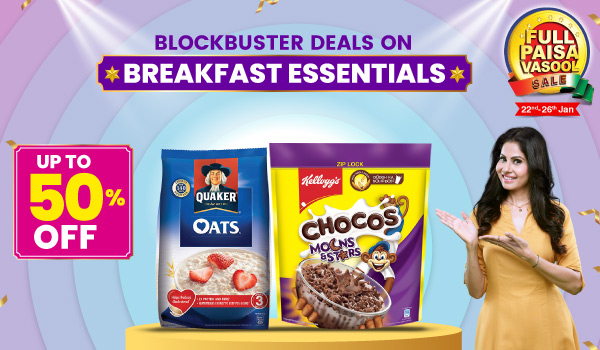 BLOCKBUSTER DEALS ON
BREAKFAST ESSENTIALS
FULL
PAISA
VASOOL
SALE
22nd-26th Jan
UP TO
50%
OFF
QUAKER
OATS
3
ZIP LOCK
Kellogg's
CHOCOS
MOONS
& STARS